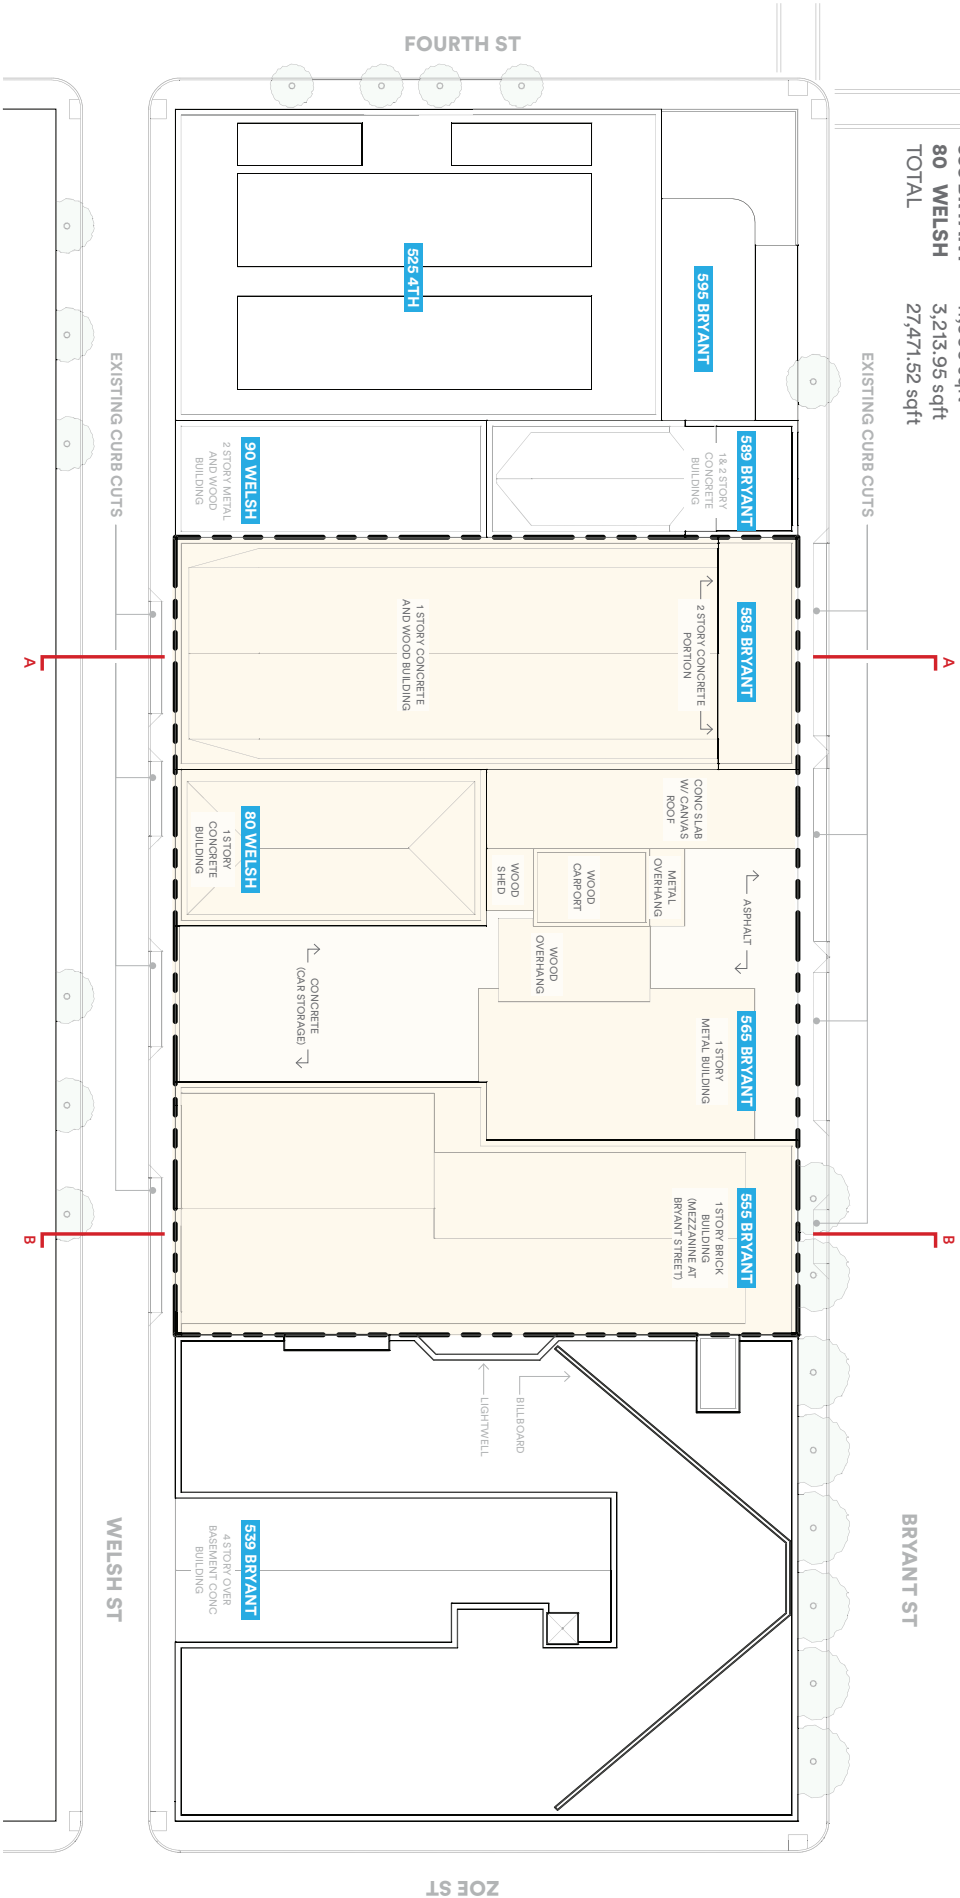 FOURTH ST
80 WELSH 3,213.95 sqft
TOTAL 27,471.52 sqft
525 4TH
595 BRYANT
EXISTING CURB CUTS
EXISTING CURB CUTS
90 WELSH
2 STORY METAL
AND WOOD
BUILDING
589 BRYANT
1 & 2 STORY
CONCRETE
BUILDING
585 BRYANT
2 STORY CONCRETE
PORTION
1 STORY CONCRETE
AND WOOD BUILDING
A
A
CONC SLAB
W/ CANVAS
ROOF
80 WELSH
1 STORY
CONCRETE
BUILDING
WOOD
SHED
WOOD
CARPORT
METAL
OVERHANG
ASPHALT
WOOD
OVERHANG
CONCRETE
(CAR STORAGE)
565 BRYANT
1 STORY
METAL BUILDING
555 BRYANT
1 STORY BRICK
BUILDING
(MEZZANINE AT
BRYANT STREET)
B
B
LIGHTWELL
BILLBOARD
539 BRYANT
4 STORY OVER
BASEMENT CONC
BUILDING
WELSH ST
BRYANT ST
ZOE ST